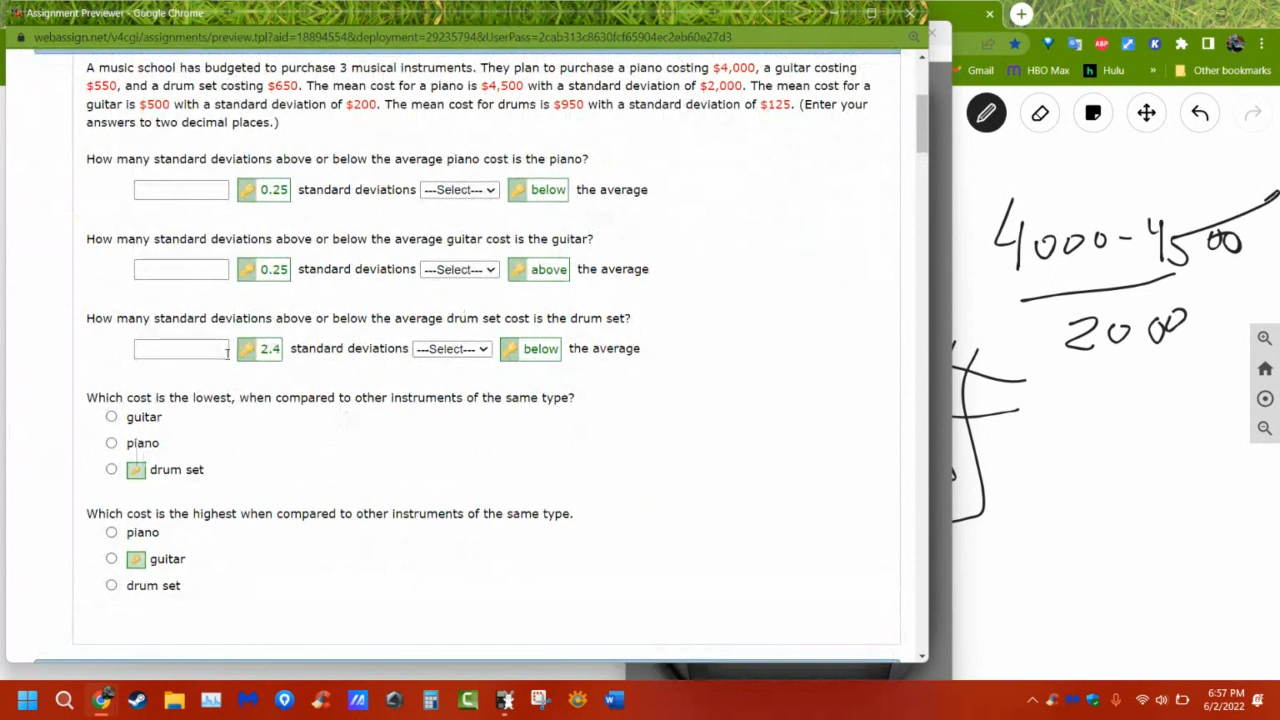 Assignment Previewer - Google Chrome
webassign.net/v4cgi/assignments/preview.tpl?aid=18894554&deployment=292357948&UserPass=2cab313c8630fcf65904ec2eb60e27d3
Gmail
HBO Max
Hulu
»
Other bookmarks
A music school has budgeted to purchase 3 musical instruments. They plan to purchase a piano costing $4,000, a guitar costing
$550, and a drum set costing $650. The mean cost for a piano is $4,500 with a standard deviation of $2,000. The mean cost for a
guitar is $500 with a standard deviation of $200. The mean cost for drums is $950 with a standard deviation of $125. (Enter your
answers to two decimal places.)
How many standard deviations above or below the average piano cost is the piano?
0.25 standard deviations ---Select--- below the average
How many standard deviations above or below the average guitar cost is the guitar?
0.25 standard deviations ---Select--- above the average
How many standard deviations above or below the average drum set cost is the drum set?
2.4 standard deviations ---Select--- below the average
Which cost is the lowest, when compared to other instruments of the same type?
guitar
piano
drum set
Which cost is the highest when compared to other instruments of the same type.
piano
guitar
drum set
4000 - 4500
2000
6:57 PM
6/2/2022